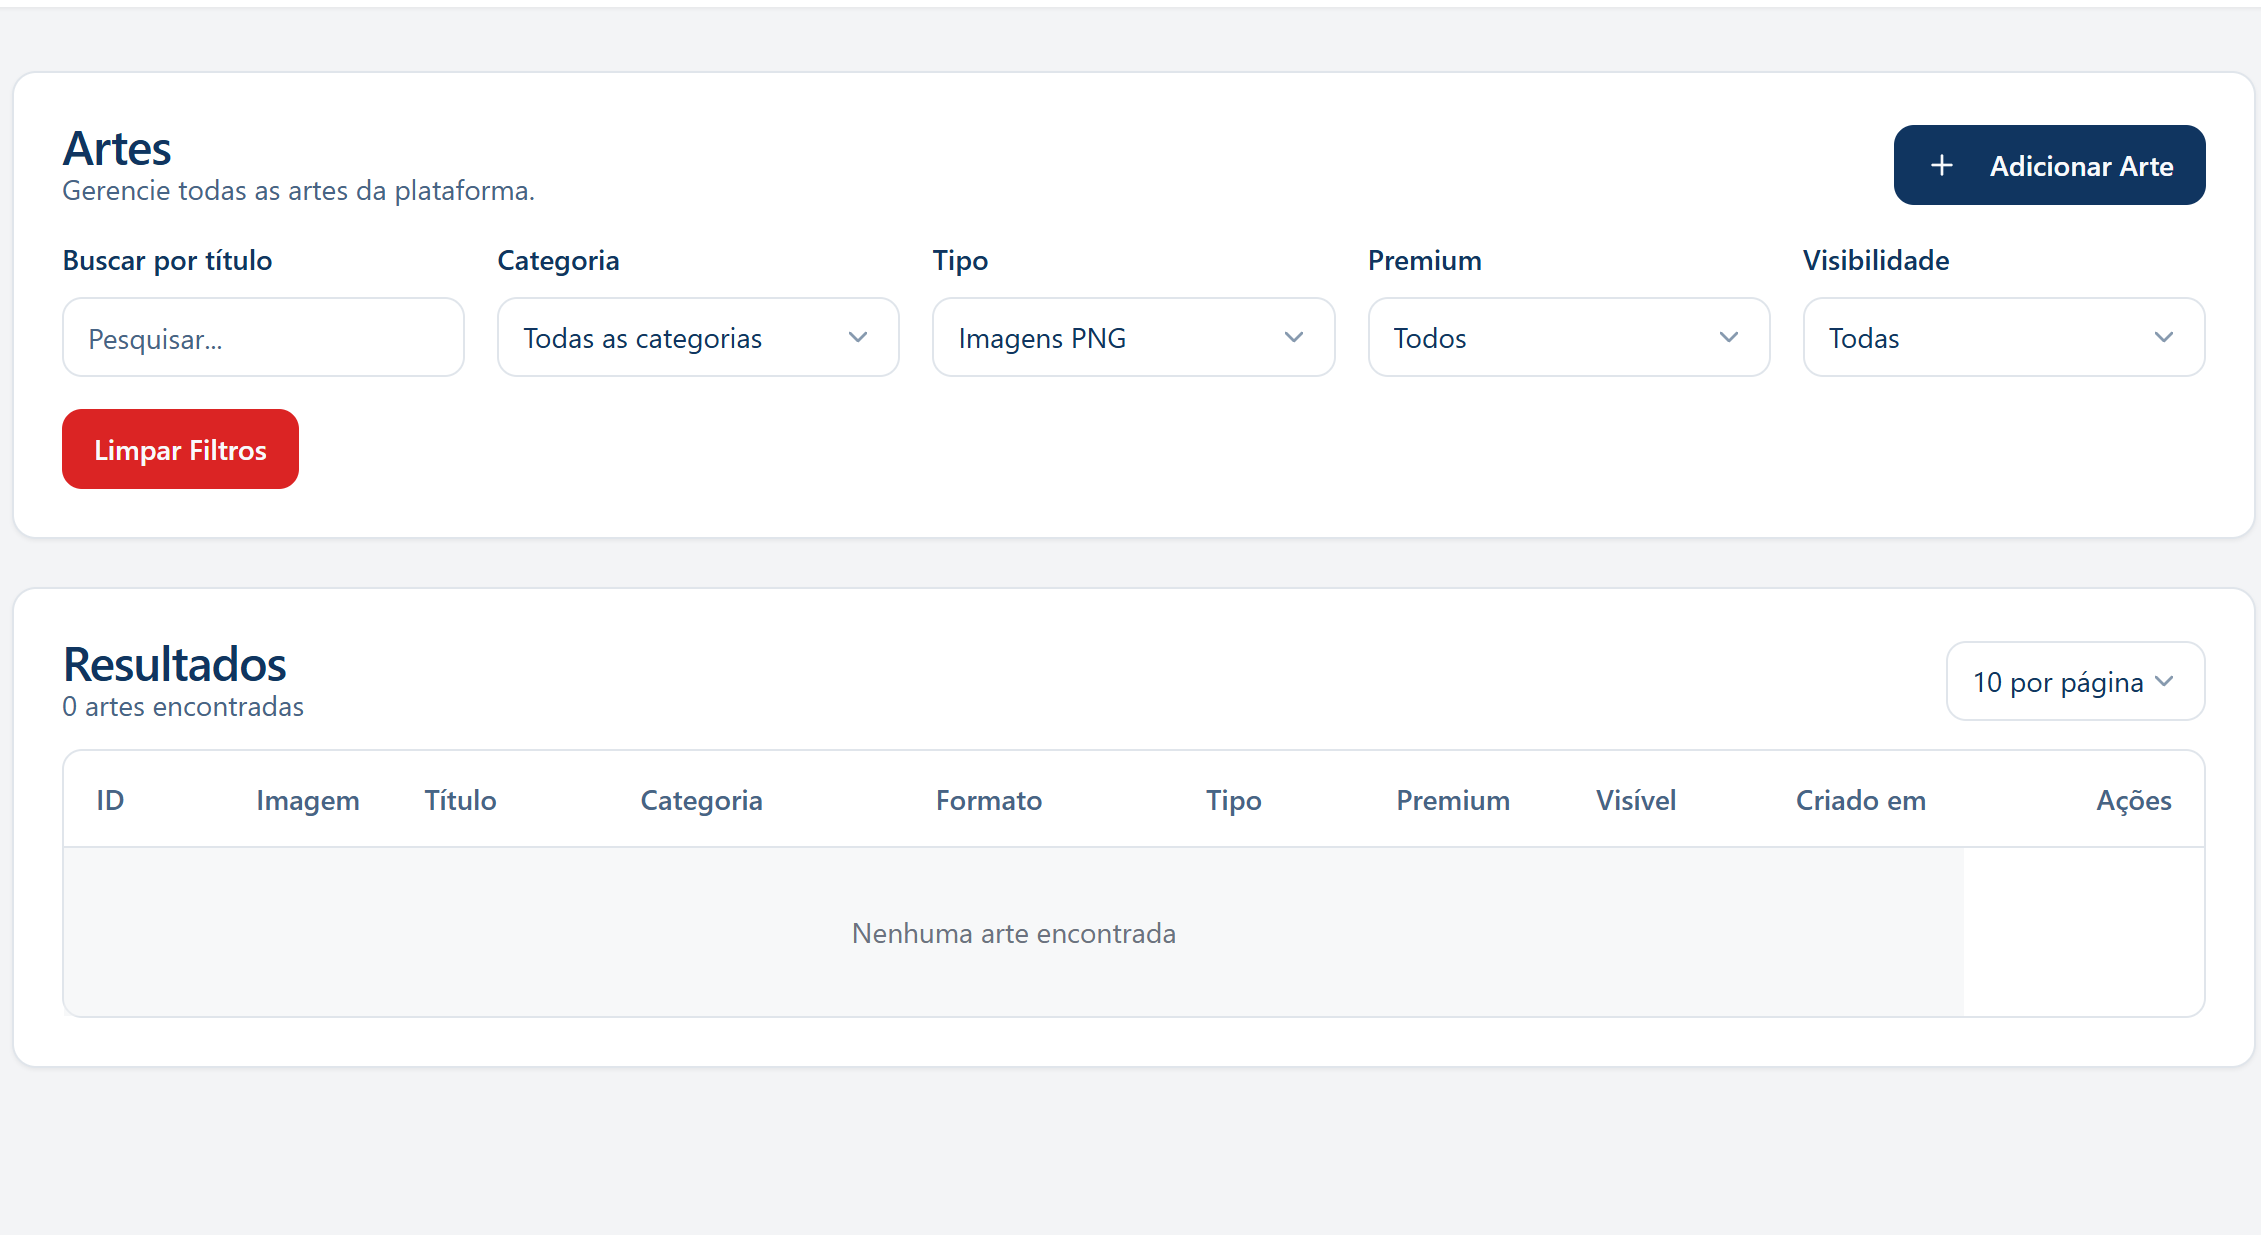 Artes
Gerencie todas as artes da plataforma.
+ Adicionar Arte
Buscar por título
Categoria
Tipo
Premium
Visibilidade
Pesquisar...
Todas as categorias
Imagens PNG
Todos
Todas
Limpar Filtros
Resultados
0 artes encontradas
10 por página
ID Imagem Título Categoria Formato Tipo Premium Visível Criado em Ações
Nenhuma arte encontrada